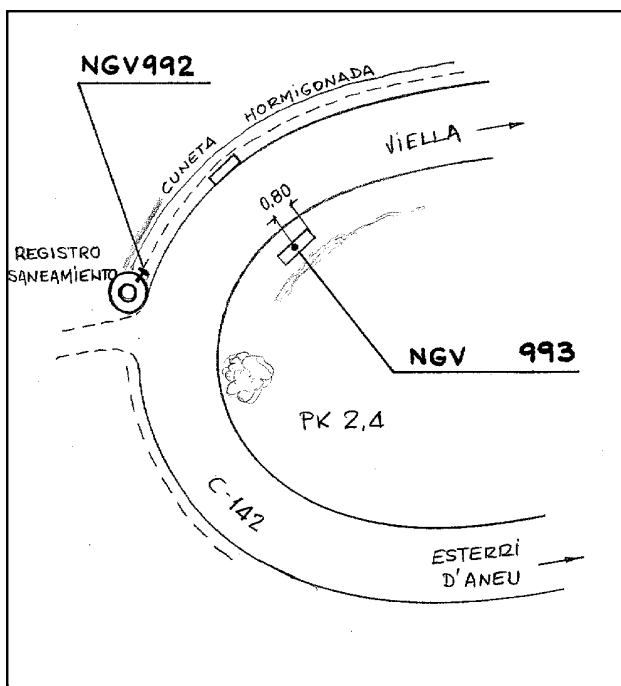 NGV992
CUNETA HORMIGONADA
VIELLA
0,80
REGISTRO
SANEAMIENTO
NGV 993
PK 2,4
C-142
ESTERRI
D'ANEU